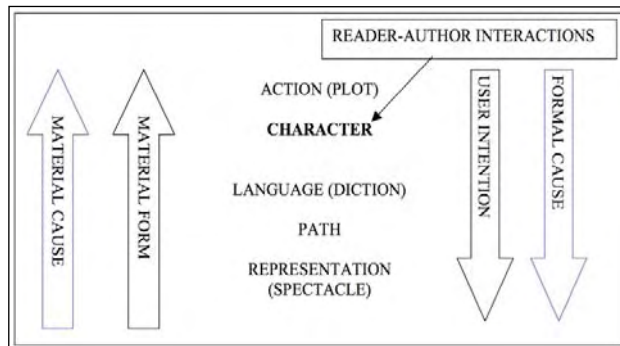 READER-AUTHOR INTERACTIONS
ACTION (PLOT)
CHARACTER
LANGUAGE (DICTION)
PATH
REPRESENTATION
(SPECTACLE)
MATERIAL CAUSE
MATERIAL FORM
USER INTENTION
FORMAL CAUSE